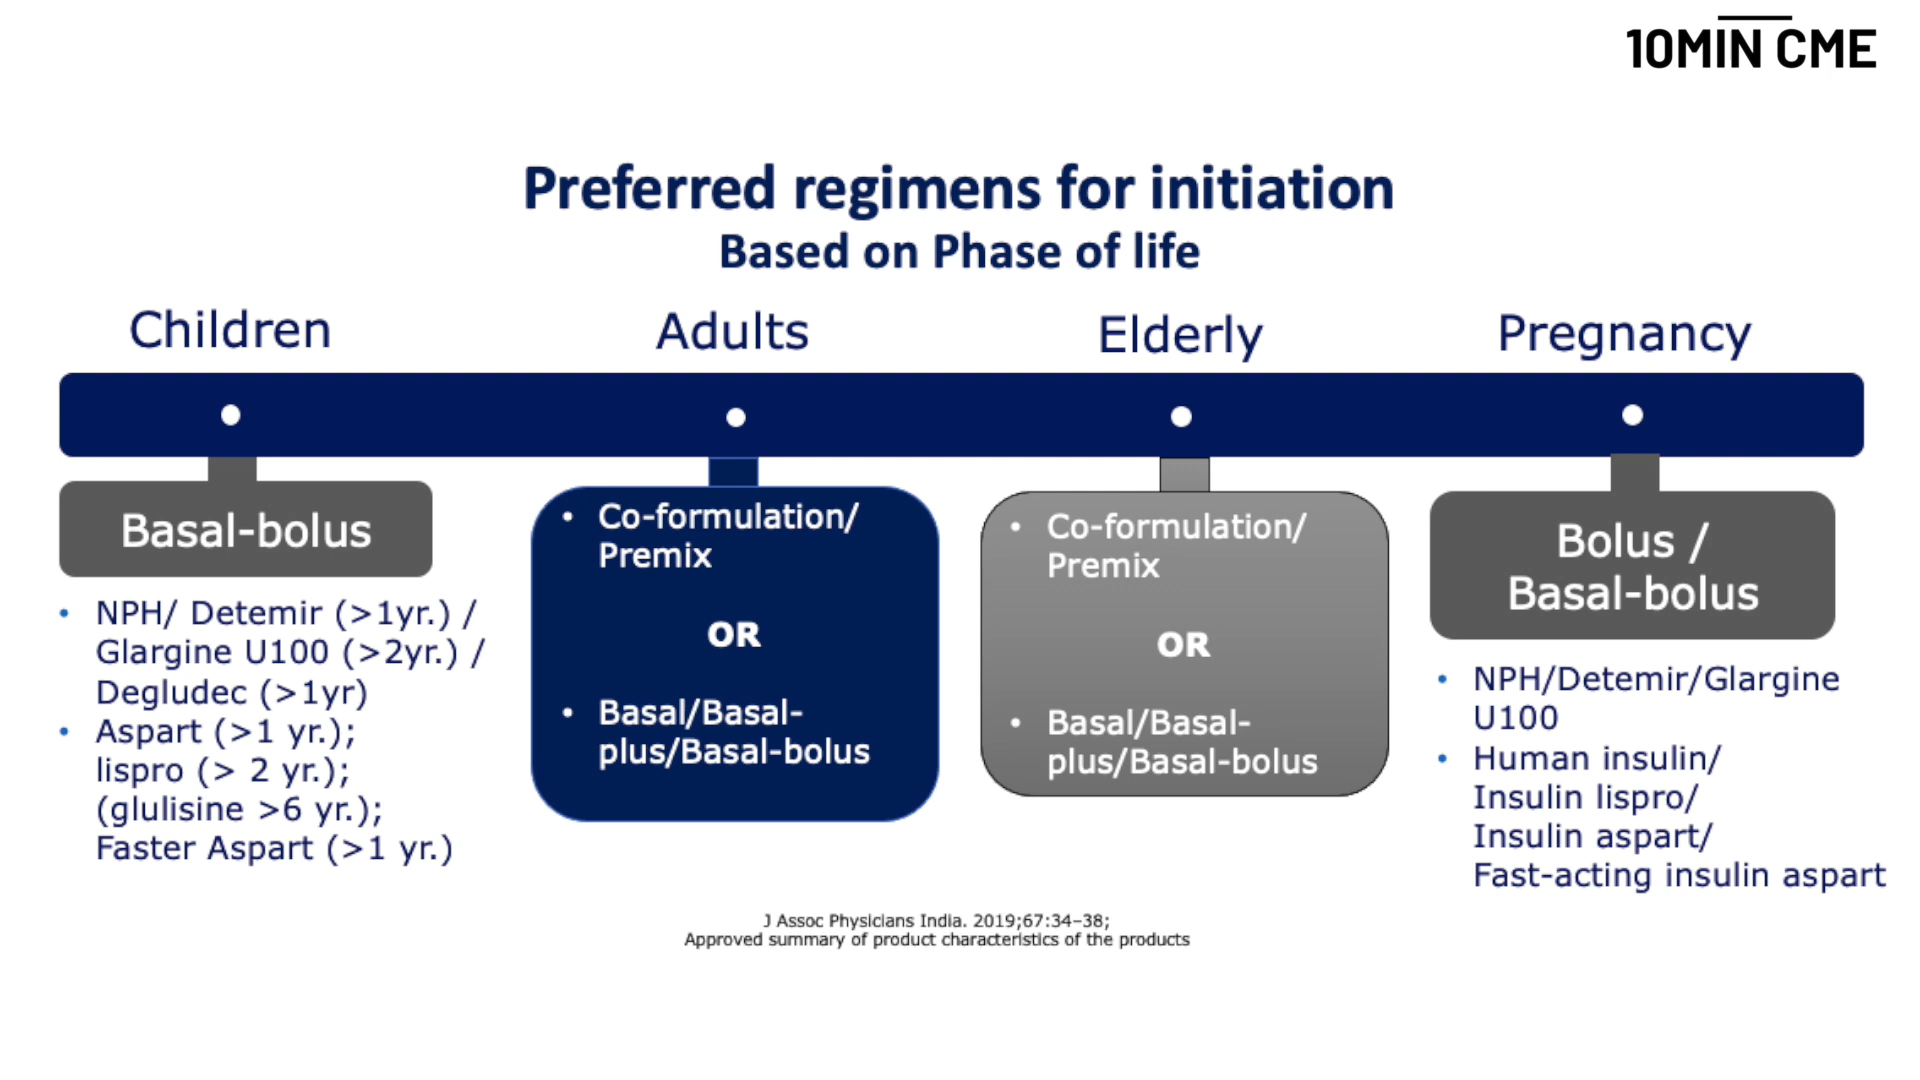 10MIN CME
Preferred regimens for initiation
Based on Phase of life
Children
Adults
Elderly
Pregnancy
Basal-bolus
• NPH/ Detemir (>1yr.) /
Glargine U100 (>2yr.) /
Degludec (>1yr)
• Aspart (>1 yr.);
lispro (> 2 yr.);
(glulisine >6 yr.);
Faster Aspart (>1 yr.)
• Co-formulation/
Premix
OR
• Basal/Basal-
plus/Basal-bolus
• Co-formulation/
Premix
OR
• Basal/Basal-
plus/Basal-bolus
Bolus /
Basal-bolus
• NPH/Detemir/Glargine
U100
• Human insulin/
Insulin lispro/
Insulin aspart/
Fast-acting insulin aspart
J Assoc Physicians India. 2019;67:34–38;
Approved summary of product characteristics of the products